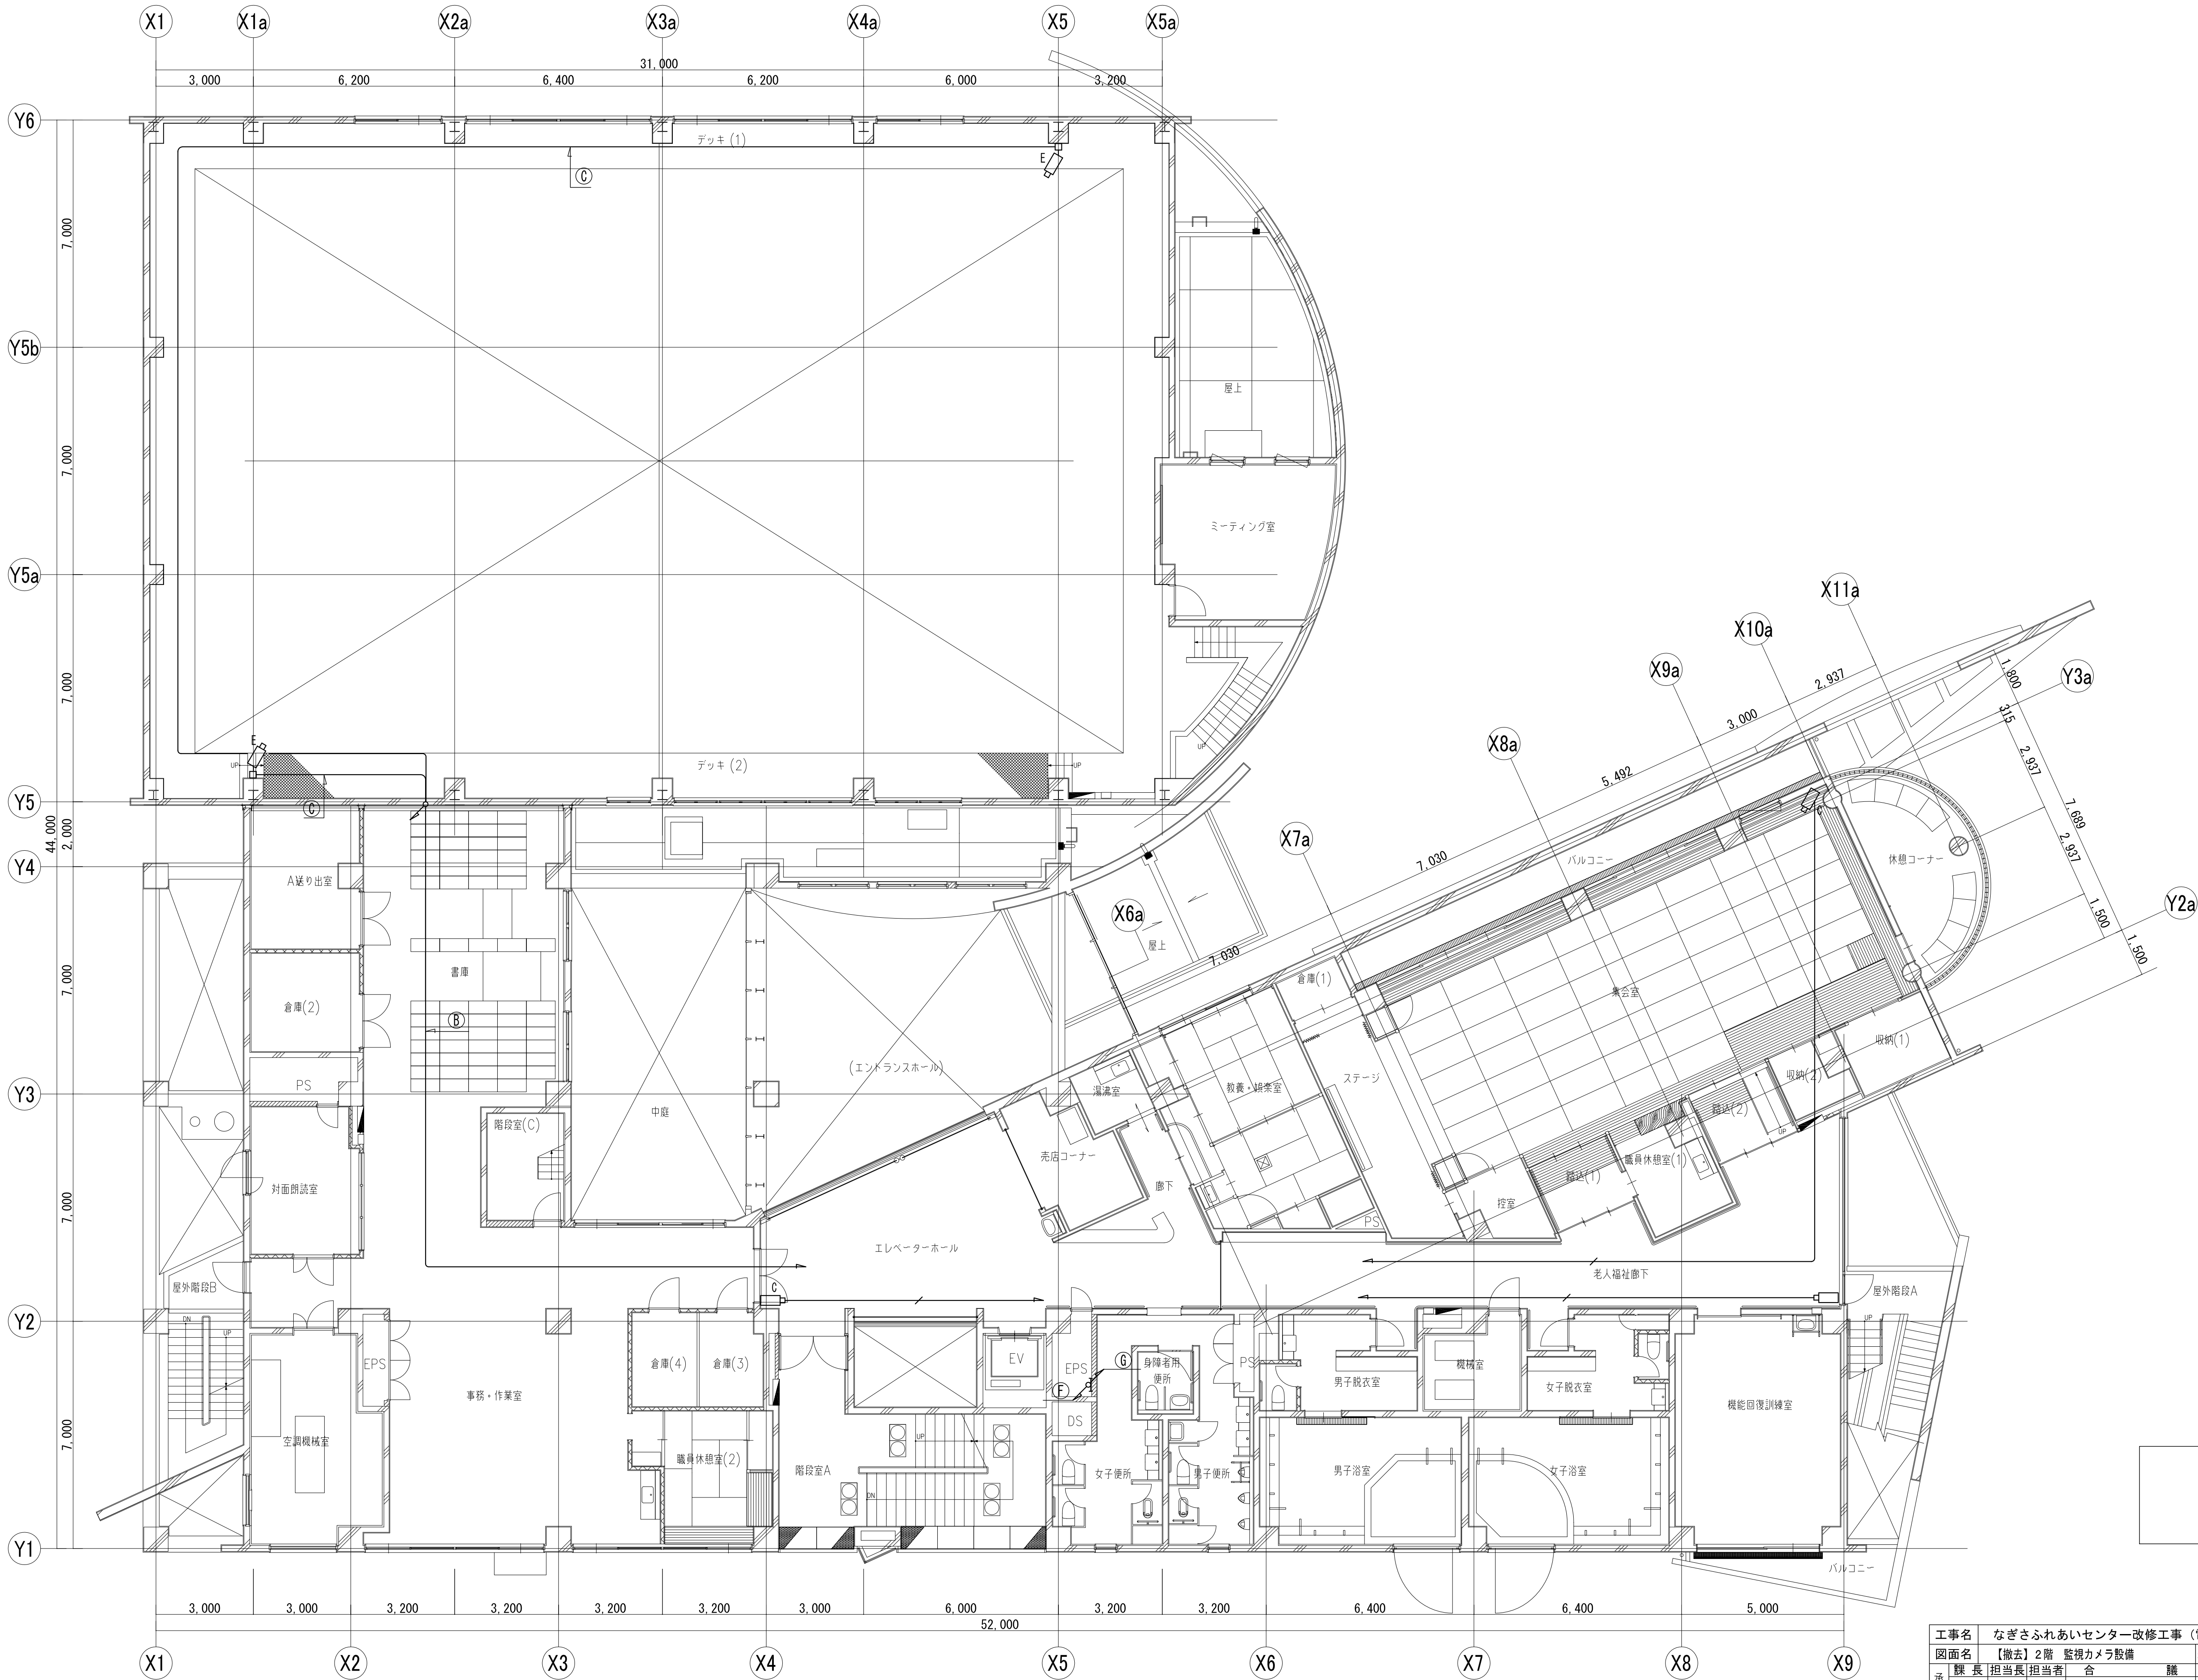 X1 X1a X2a X3a X4a X5 X5a
31,000
3,000 6,200 6,400 6,200 6,000 3,200
Y6
デッキ(1)
E
C
7,000
屋上
Y5b
7,000
ミーティング室
Y5a
X11a
X10a
7,000
X9a
Y3a
1,800
2,937
3,000
315
X8a
2,937
5,492
E
UP
デッキ(2)
UP
UP
C
Y5
44,000
2,000
7,689
C
X7a
2,937
Y4
7,030
バルコニー
休憩コーナー
A送り出室
X6a
屋上
1,500
Y2a
1,500
7,030
書庫
倉庫(1)
7,000
倉庫(2)
集会室
B
収納(1)
(エントランスホール)
PS
湯沸室
教養・娯楽室
ステージ
収納(2)
Y3
中庭
階段室(C)
踏込(2)
UP
売店コーナー
職員休憩室(1)
踏込(1)
対面朗読室
廊下
控室
7,000
PS
エレベーターホール
老人福祉廊下
屋外階段B
C
屋外階段A
Y2
DN
UP
UP
EPS
倉庫(4)
倉庫(3)
EV
EPS
G
身障者用
便所
PS
機械室
F
男子脱衣室
女子脱衣室
事務・作業室
DS
機能回復訓練室
7,000
空調機械室
UP
職員休憩室(2)
階段室A
女子便所
男子便所
男子浴室
女子浴室
DN
Y1
バルコニー
3,000 3,000 3,200 3,200 3,200 3,200 3,000 6,000 3,200 3,200 6,400 6,400 5,000
52,000
X1 X2 X3 X4 X5 X6 X7 X8 X9
工事名 なぎさふれあいセンター改修工事
図面名 【撤去】2階 監視カメラ設備
承 課長 担当長 担当者 合 議